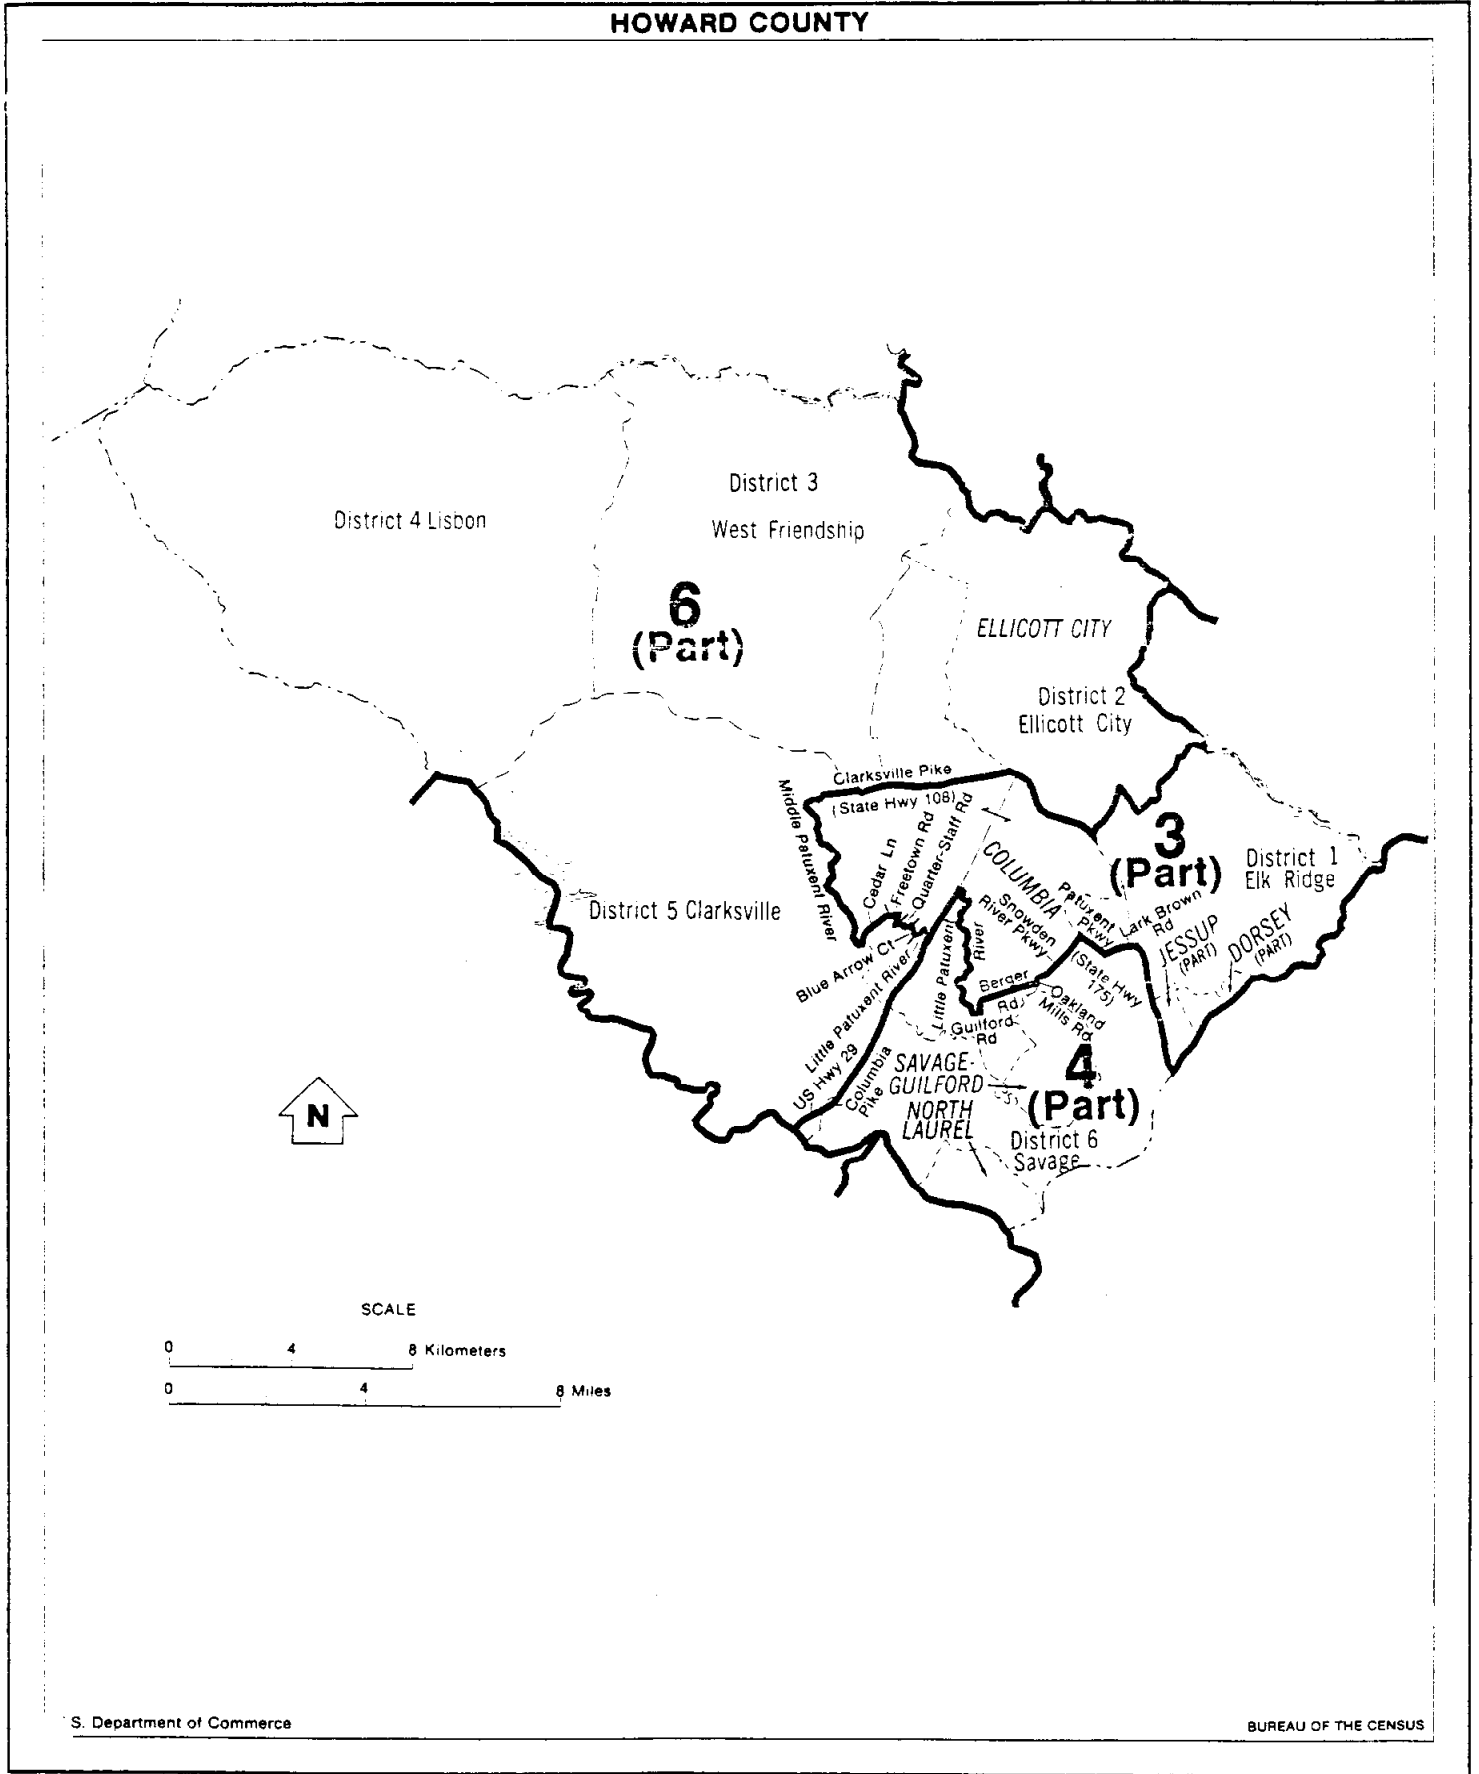 HOWARD COUNTY
District 3
West Friendship
District 4 Lisbon
6
(Part)
ELLICOTT CITY
District 2
Ellicott City
Clarksville Pike
(State Hwy 108)
Middle Patuxent River
Cedar Ln
Freetown Rd
Quarter-Staff Rd
COLUMBIA
3
(Part)
District 1
Elk Ridge
District 5 Clarksville
Snowden
River Pkwy
Patuxent
Pkwy
Lark Brown
Rd
JESSUP
(PART)
DORSEY
(PART)
Blue Arrow Ct
Little Patuxent River
Little Patuxent
River
Berger
Rd
(State Hwy
175)
Oakland
Mills Rd
Guilford
Rd
US Hwy 29
Columbia
Pike
SAVAGE-
GUILFORD
NORTH
LAUREL
4
(Part)
District 6
Savage
N
SCALE
0 4 8 Kilometers
0 4 8 Miles
S. Department of Commerce
BUREAU OF THE CENSUS